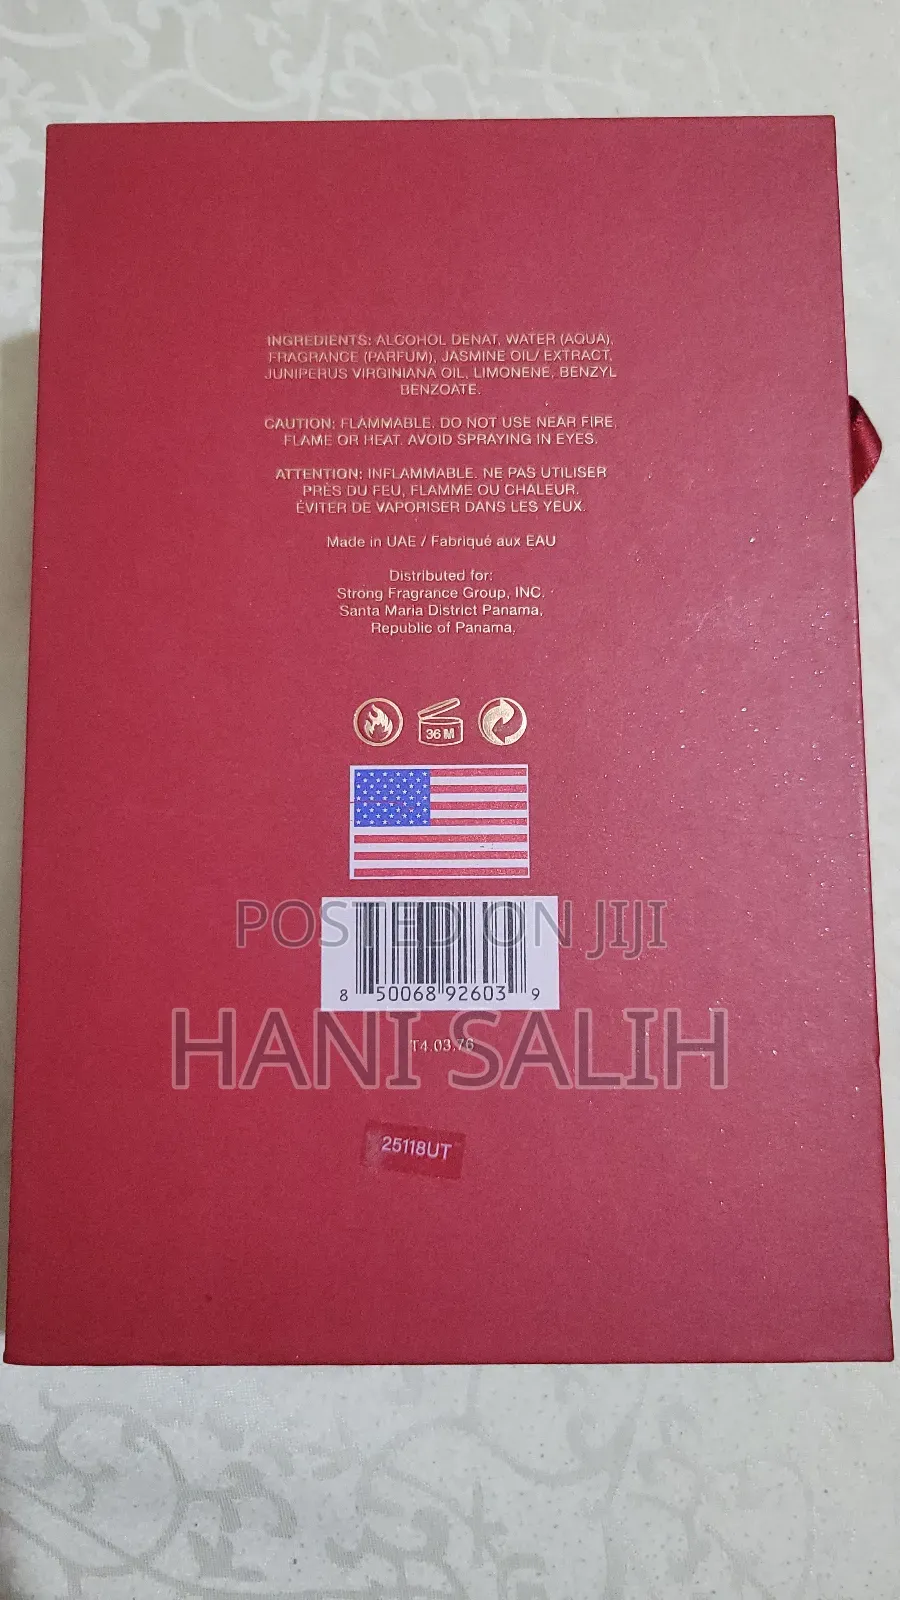 INGREDIENTS: ALCOHOL DENAT, WATER (AQUA),
FRAGRANCE (PARFUM), JASMINE OIL/ EXTRACT,
JUNIPERUS VIRGINIANA OIL, LIMONENE, BENZYL
BENZOATE.
CAUTION: FLAMMABLE. DO NOT USE NEAR FIRE,
FLAME OR HEAT. AVOID SPRAYING IN EYES.
ATTENTION: INFLAMMABLE. NE PAS UTILISER
PRÈS DU FEU, FLAMME OU CHALEUR.
ÉVITER DE VAPORISER DANS LES YEUX.
Made in UAE / Fabriqué aux EAU
Distributed for:
Strong Fragrance Group, INC.
Santa Maria District Panama,
Republic of Panama,
36 M
POSTED ON JIJI
8 50068 92603 9
HANI SALIH
T4.03.76
25118UT